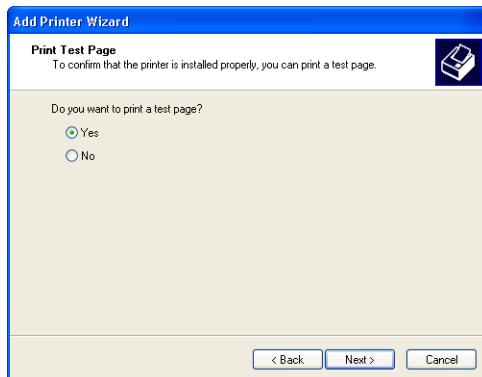 Add Printer Wizard
Print Test Page
To confirm that the printer is installed properly, you can print a test page.
Do you want to print a test page?
Yes
No
< Back
Next >
Cancel